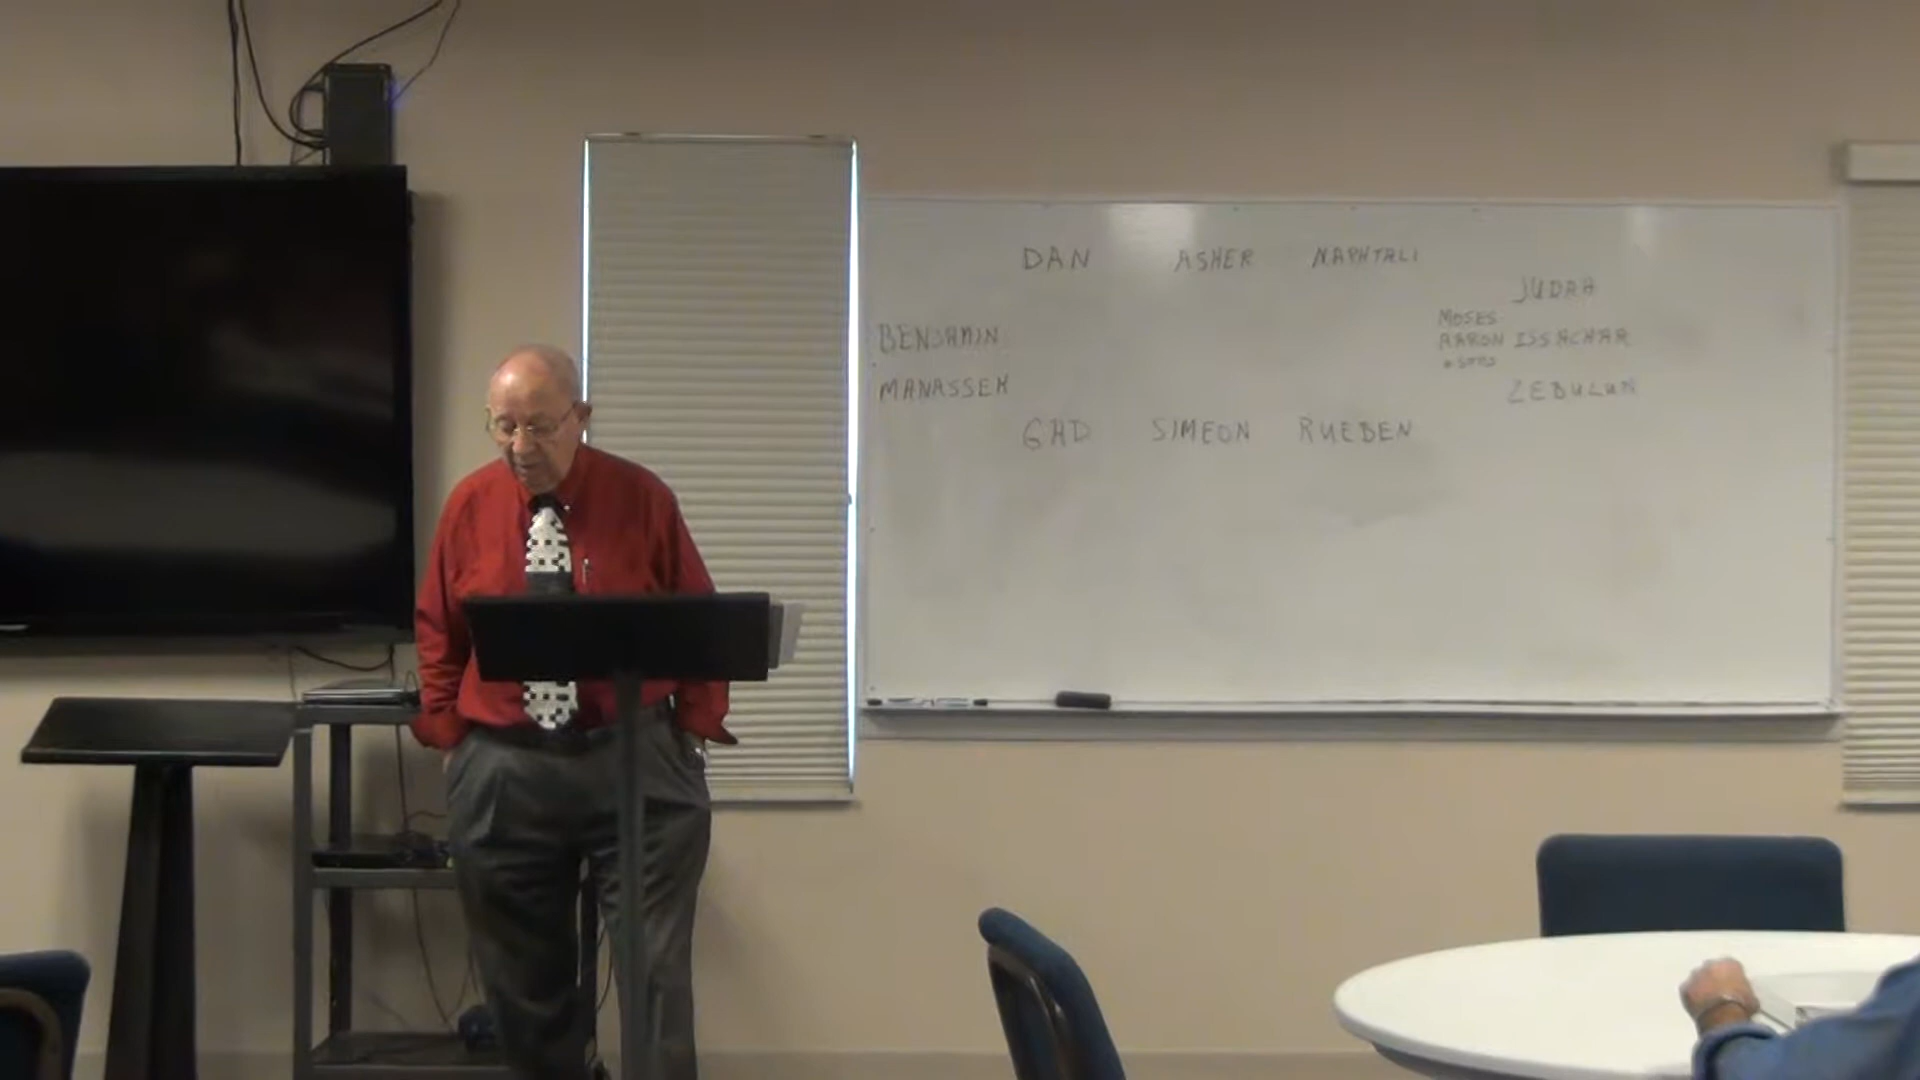 DAN ASHER NAPHTALI
JUDAH
MOSES
BENJAMIN
AARON ISSACHAR
MANASSEH
ZEBULUN
GAD SIMEON RUEBEN